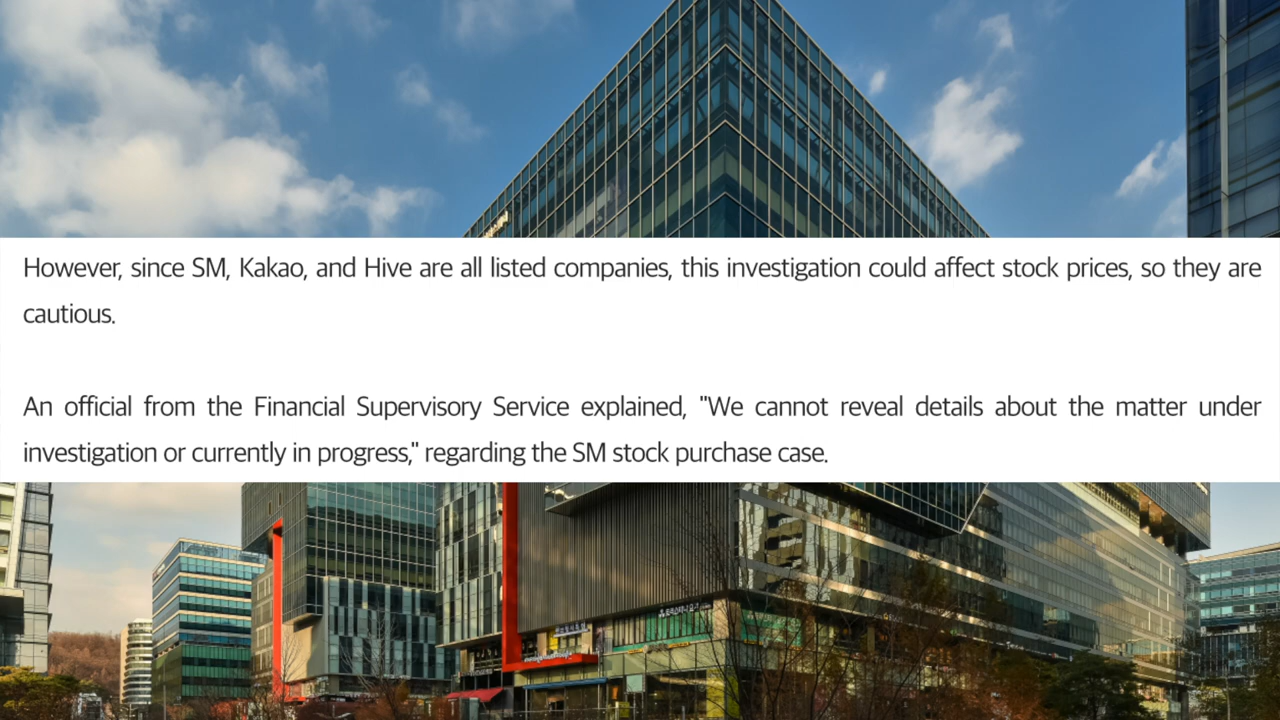 However, since SM, Kakao, and Hive are all listed companies, this investigation could affect stock prices, so they are
cautious.
An official from the Financial Supervisory Service explained, "We cannot reveal details about the matter under
investigation or currently in progress," regarding the SM stock purchase case.